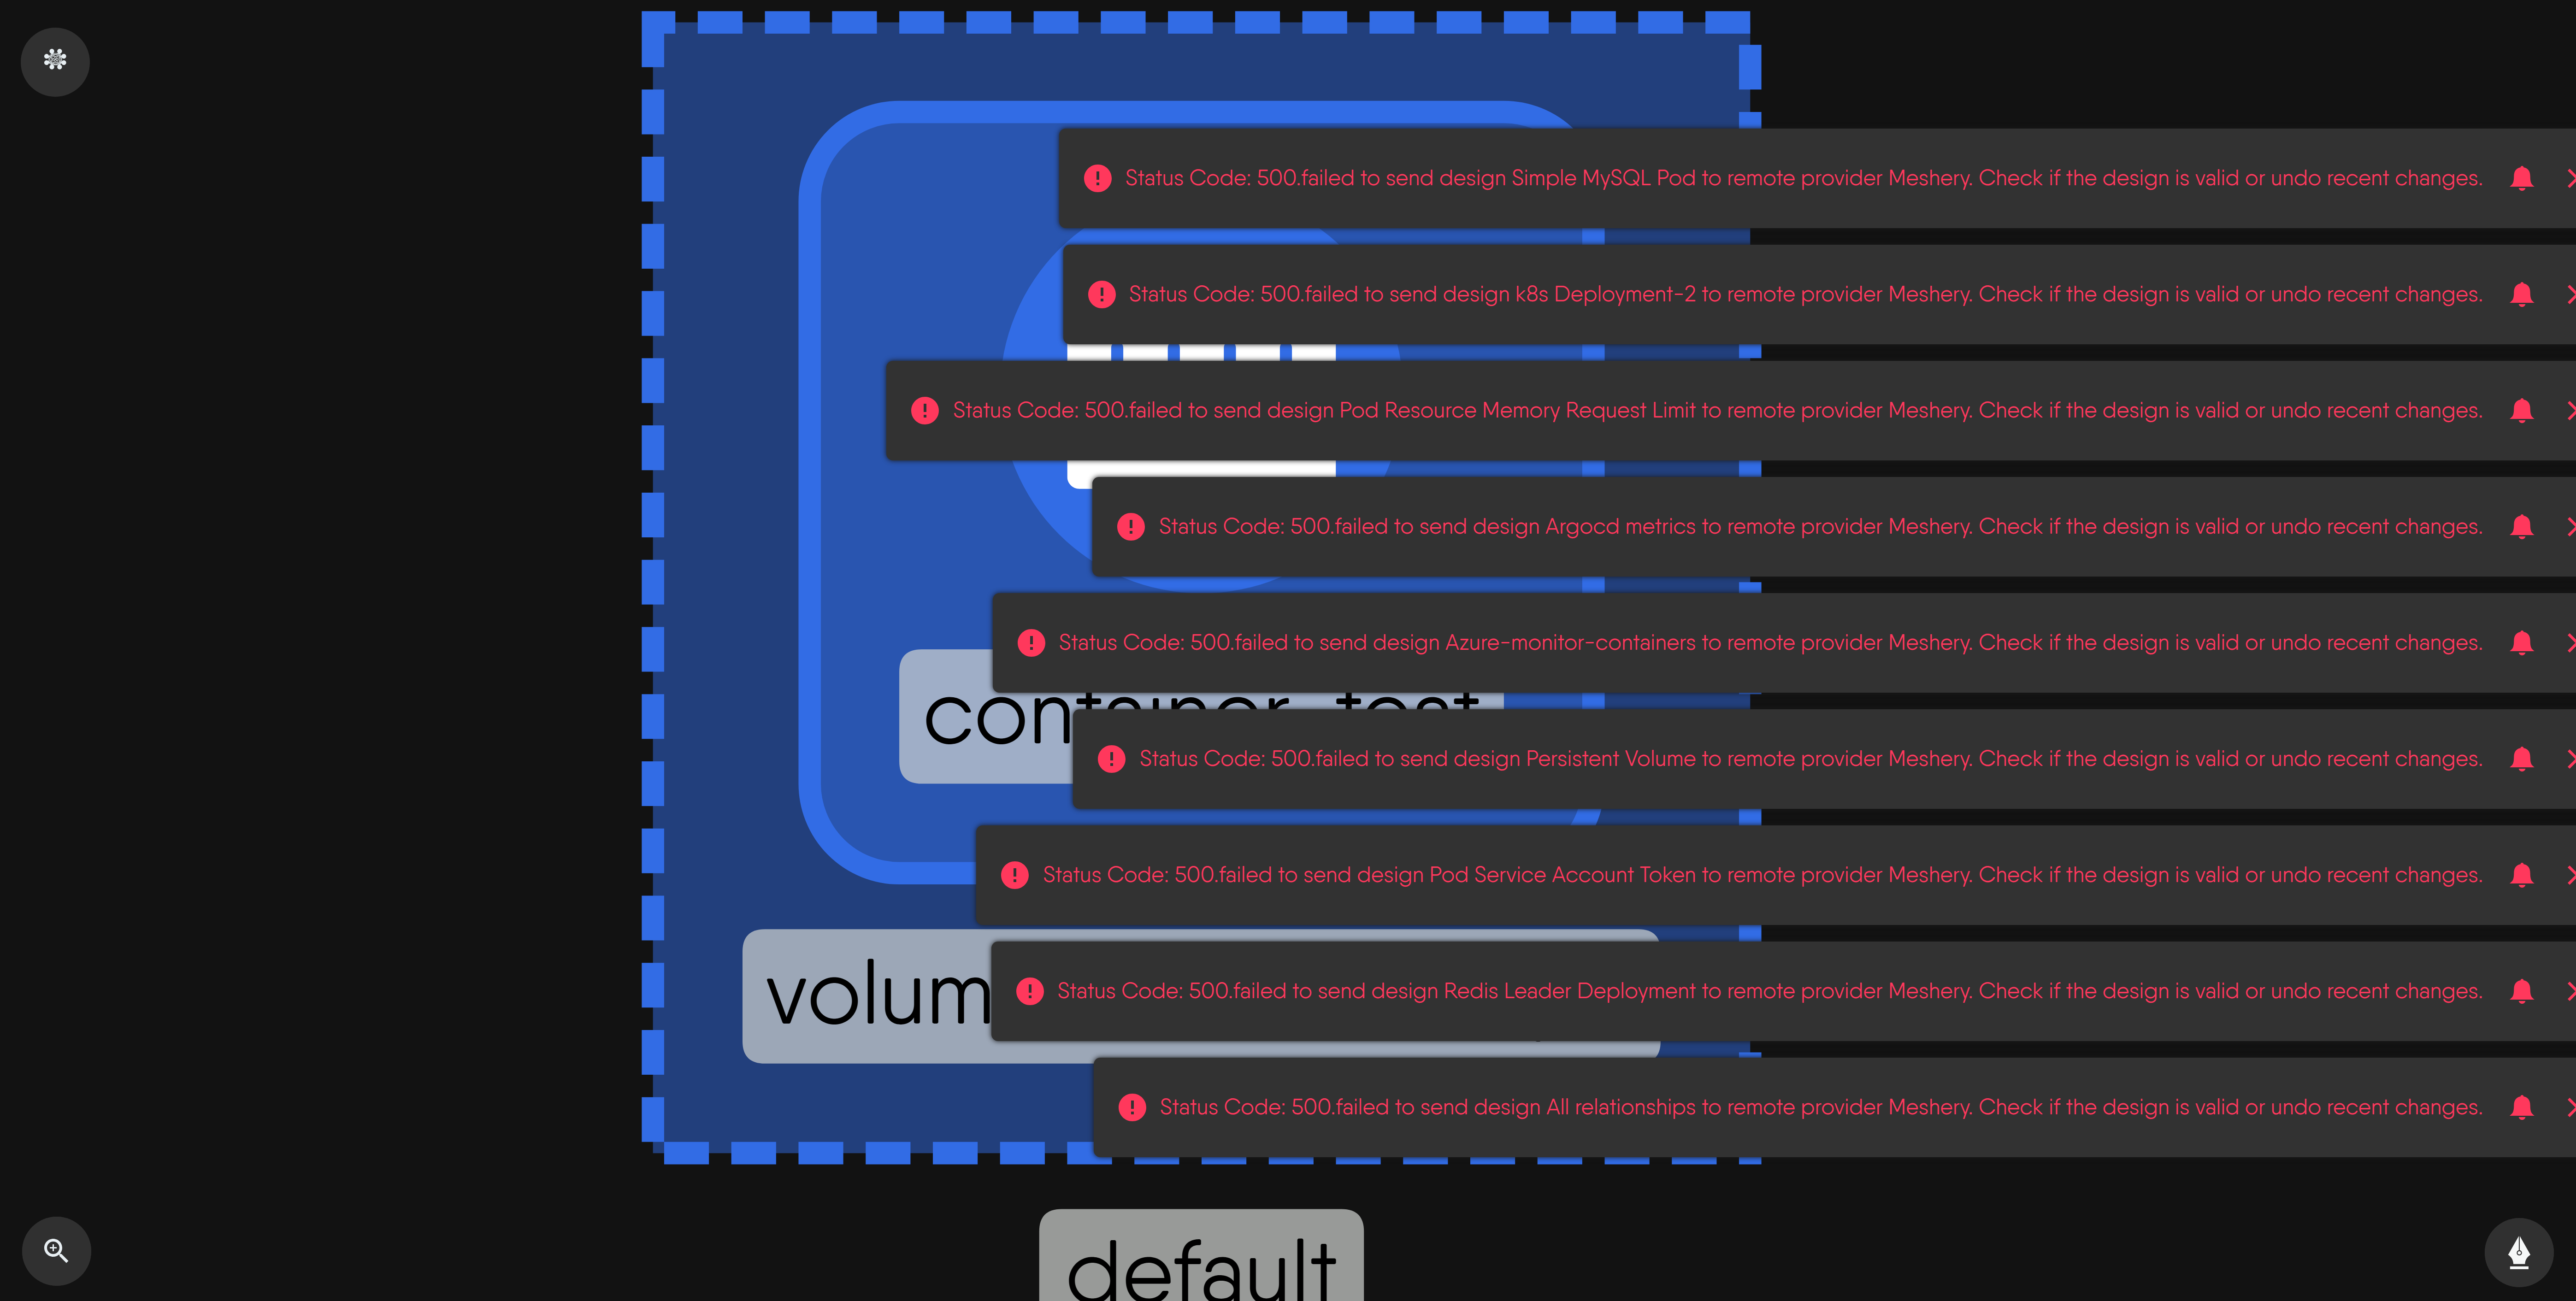 Status Code: 500.failed to send design Simple MySQL Pod to remote provider Meshery. Check if the design is valid or undo recent changes.
Status Code: 500.failed to send design k8s Deployment-2 to remote provider Meshery. Check if the design is valid or undo recent changes.
Status Code: 500.failed to send design Pod Resource Memory Request Limit to remote provider Meshery. Check if the design is valid or undo recent changes.
Status Code: 500.failed to send design Argocd metrics to remote provider Meshery. Check if the design is valid or undo recent changes.
Status Code: 500.failed to send design Azure-monitor-containers to remote provider Meshery. Check if the design is valid or undo recent changes.
container-test
Status Code: 500.failed to send design Persistent Volume to remote provider Meshery. Check if the design is valid or undo recent changes.
Status Code: 500.failed to send design Pod Service Account Token to remote provider Meshery. Check if the design is valid or undo recent changes.
volum
Status Code: 500.failed to send design Redis Leader Deployment to remote provider Meshery. Check if the design is valid or undo recent changes.
Status Code: 500.failed to send design All relationships to remote provider Meshery. Check if the design is valid or undo recent changes.
default